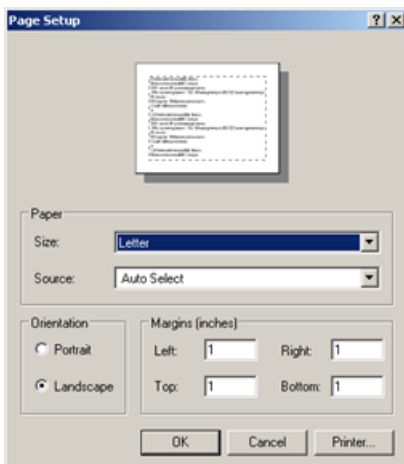 Page Setup
Paper
Size: Letter
Source: Auto Select
Orientation
Portrait
Landscape
Margins (inches)
Left: 1 Right: 1
Top: 1 Bottom: 1
OK Cancel Printer...